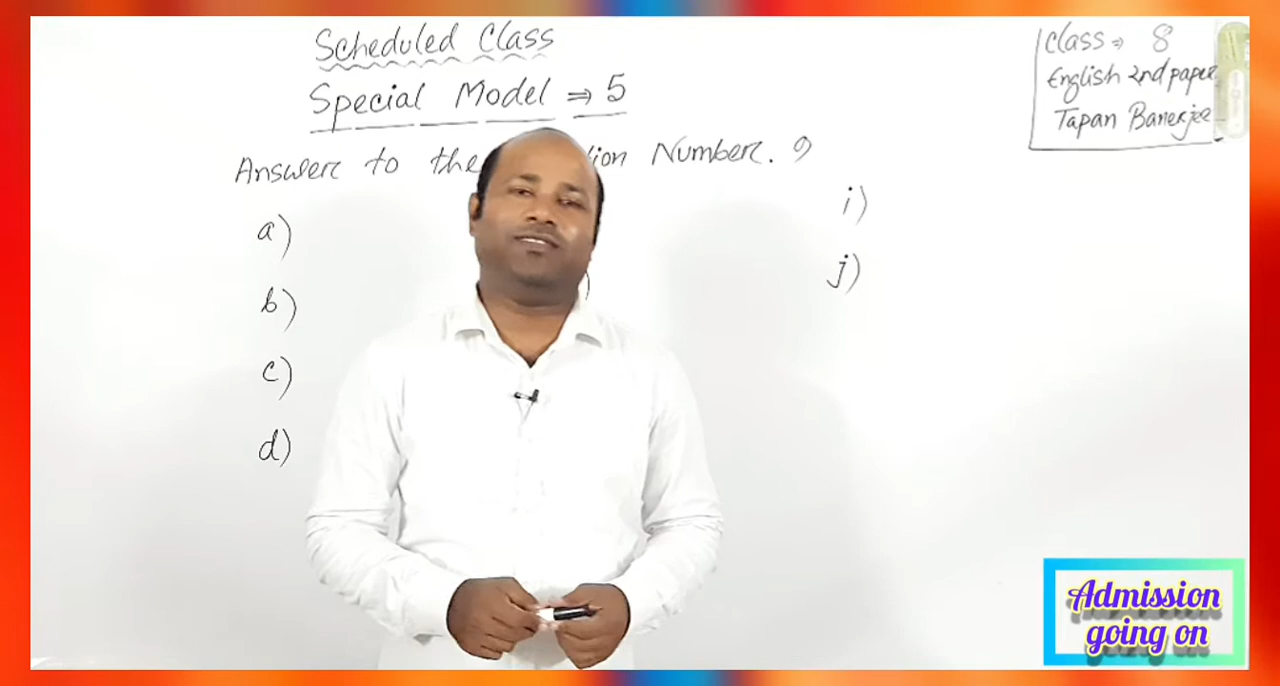 Scheduled Class
Special Model ⇒ 5
Answer to the tion Number. 9
a)
b)
c)
d)
)
i)
j)
Class ⇒ 8
English 2nd paper
Tapan Banerjee
Admission
going on